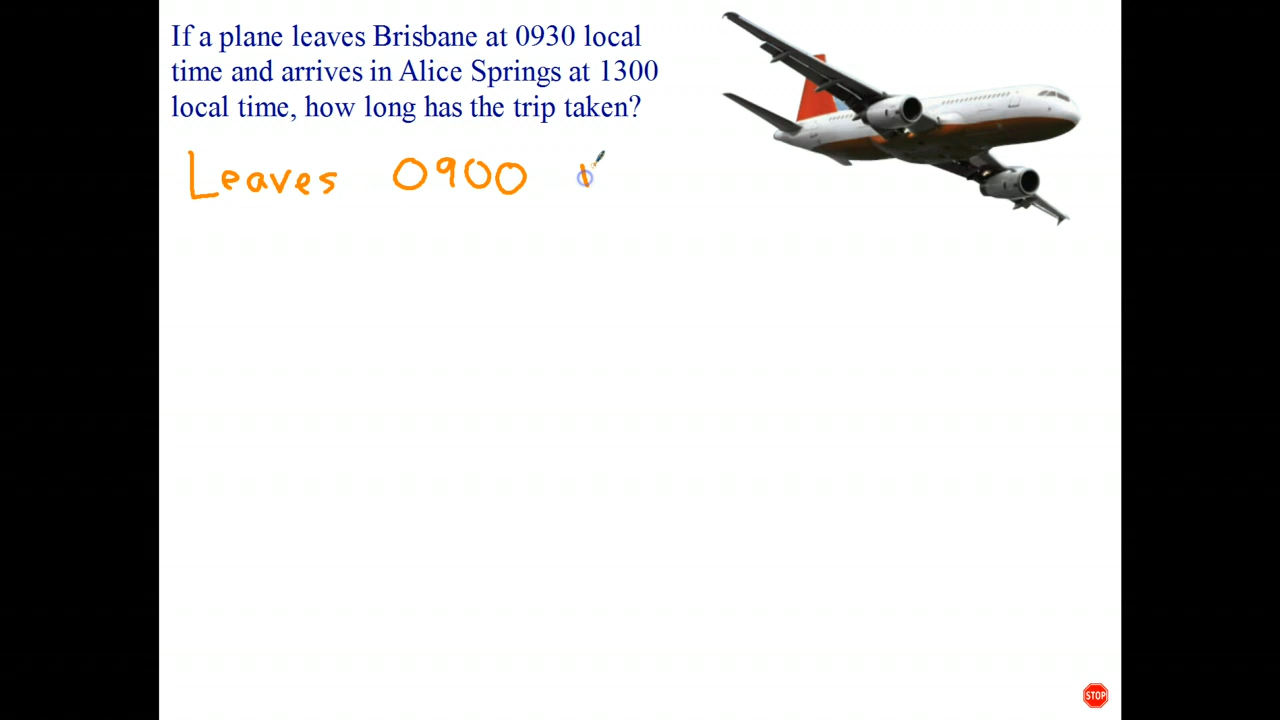 If a plane leaves Brisbane at 0930 local
time and arrives in Alice Springs at 1300
local time, how long has the trip taken?
Leaves 0900
STOP